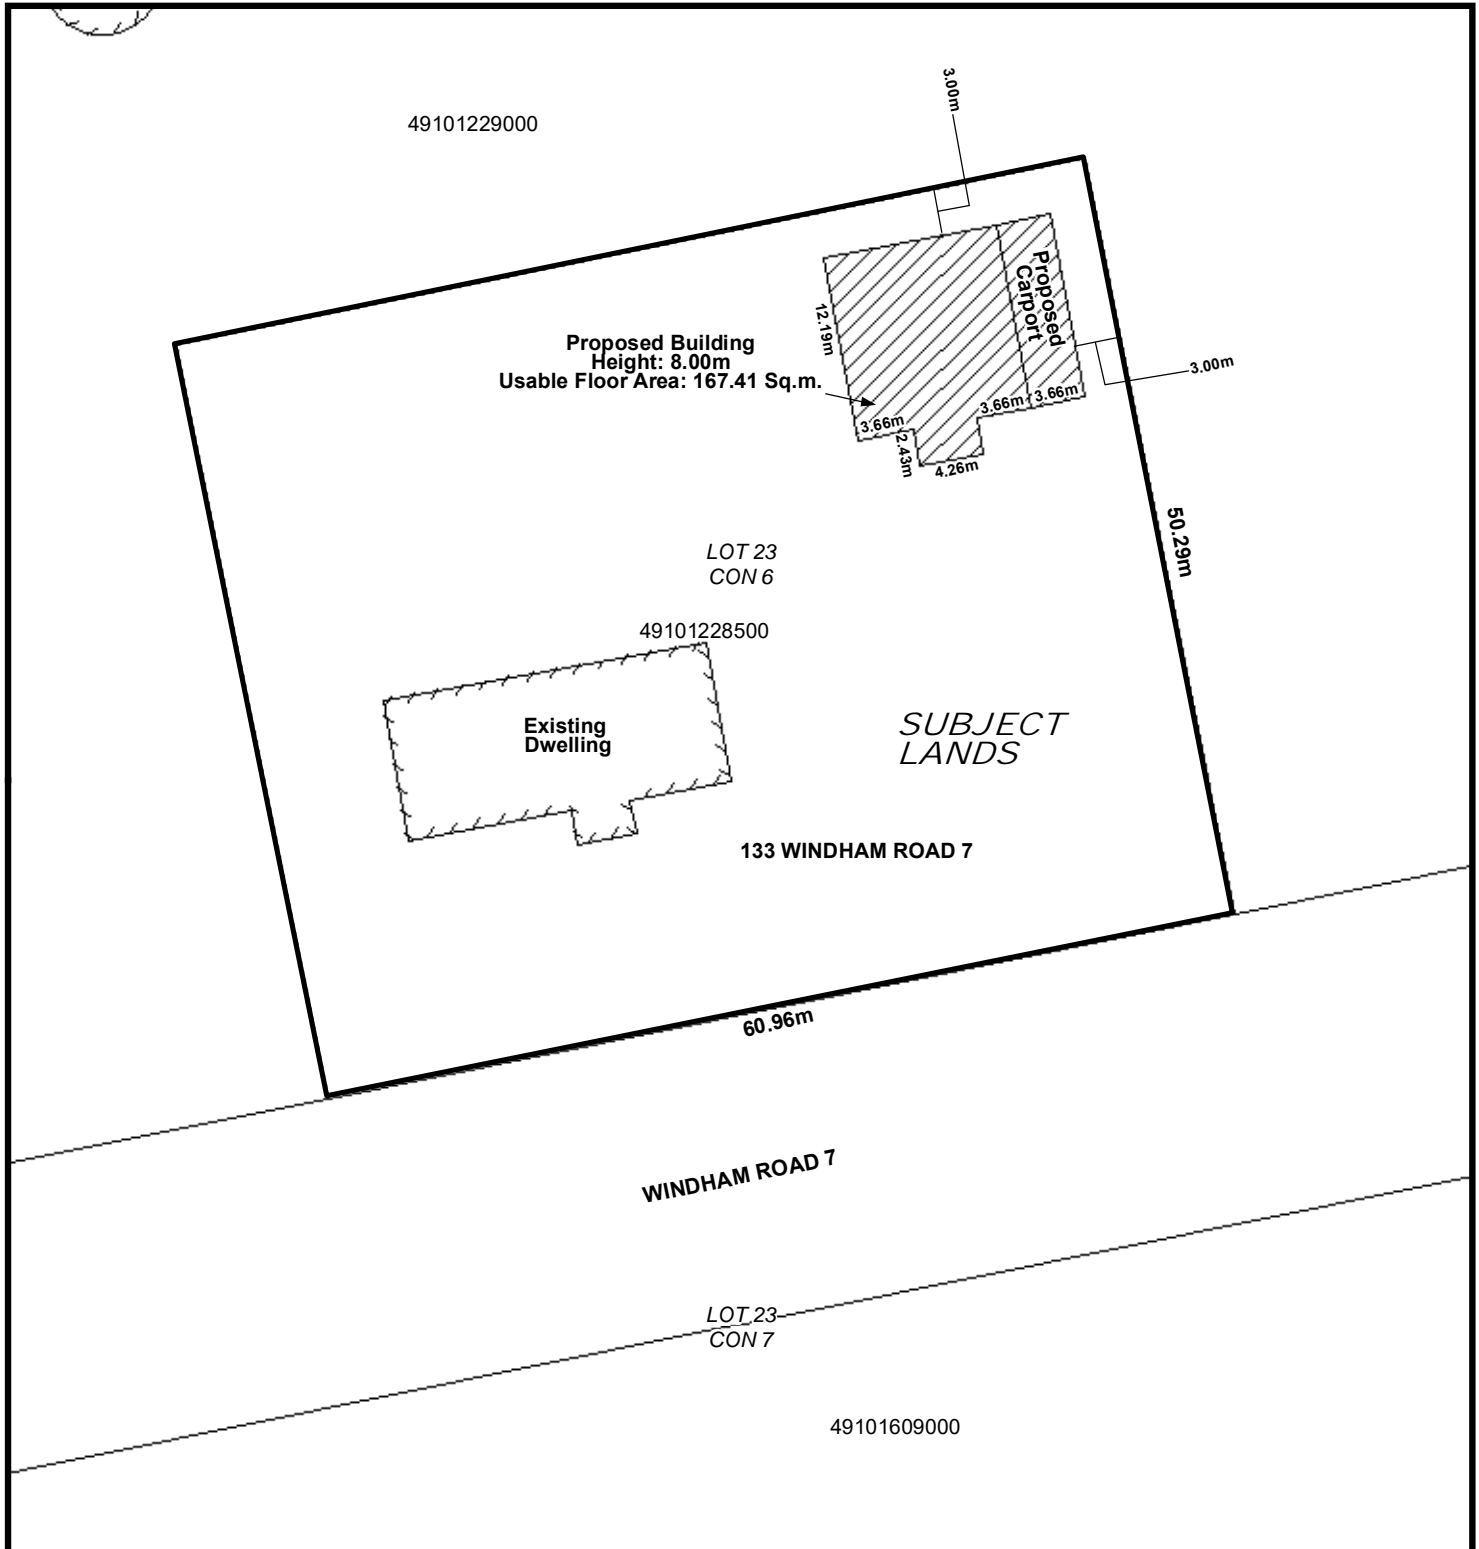 3.00m
49101229000
Proposed
Carport
12.19m
Proposed Building
Height: 8.00m
Usable Floor Area: 167.41 Sq.m.
3.00m
3.66m
3.66m
3.66m
2.43m
4.26m
50.29m
LOT 23
CON 6
49101228500
Existing
Dwelling
SUBJECT
LANDS
133 WINDHAM ROAD 7
60.96m
WINDHAM ROAD 7
LOT 23
CON 7
49101609000